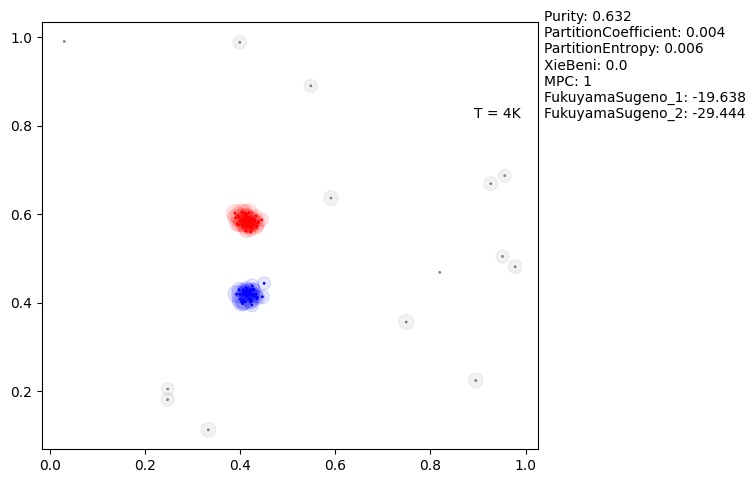 Purity: 0.632
PartitionCoefficient: 0.004
PartitionEntropy: 0.006
XieBeni: 0.0
MPC: 1
FukuyamaSugeno_1: -19.638
FukuyamaSugeno_2: -29.444
T = 4K
1.0
0.8
0.6
0.4
0.2
0.0
0.2
0.4
0.6
0.8
1.0